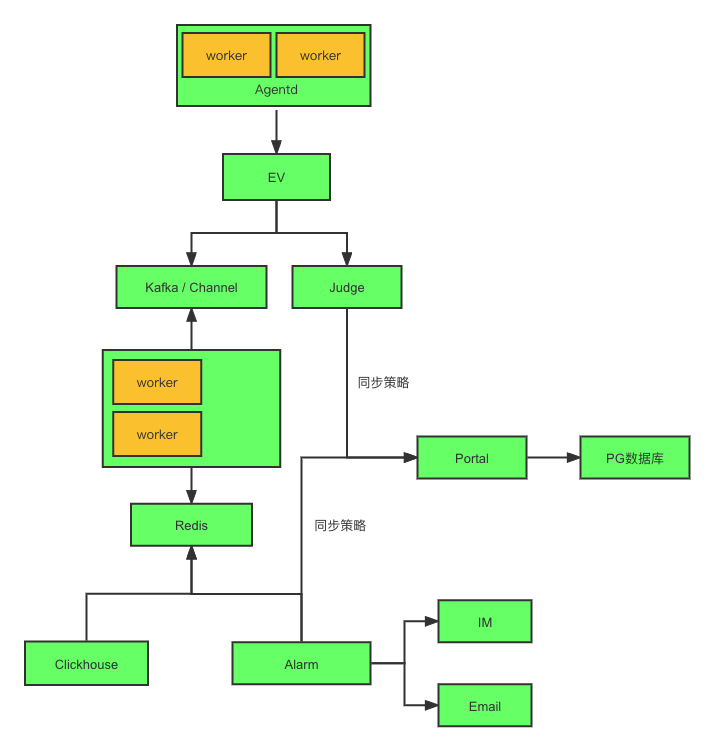 worker
worker
Agentd
EV
Kafka / Channel
Judge
worker
同步策略
worker
Portal
PG数据库
Redis
同步策略
IM
Clickhouse
Alarm
Email